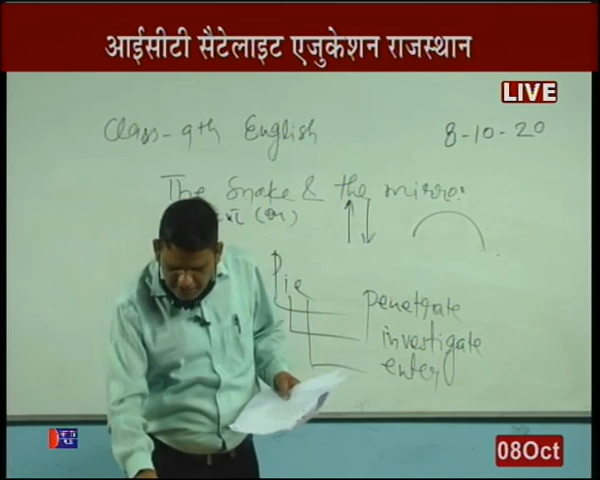 आईसीटी सैटेलाइट एजुकेशन राजस्थान
LIVE
Class - 9th English 8-10-20
The Snake & the mirror
Pie
penetrate
investigate
enter
08Oct